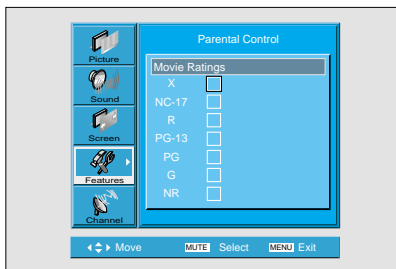 Picture
Sound
Screen
Features
Channel
Parental Control
Movie Ratings
X
NC-17
R
PG-13
PG
G
NR
Move MUTE Select MENU Exit